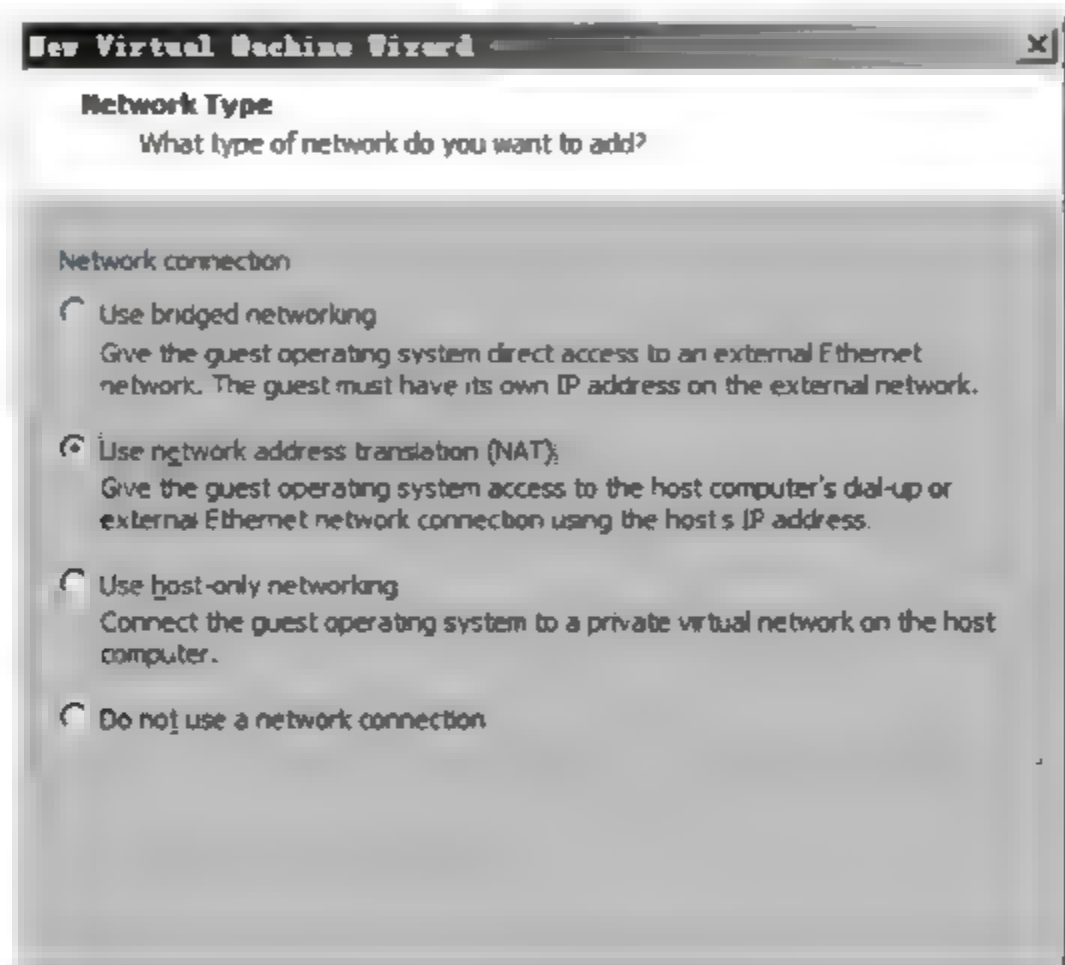 New Virtual Machine Wizard
Network Type
What type of network do you want to add?
Network connection
Use bridged networking
Give the guest operating system direct access to an external Ethernet
network. The guest must have its own IP address on the external network.
Use network address translation (NAT)
Give the guest operating system access to the host computer's dial-up or
external Ethernet network connection using the host's IP address.
Use host-only networking
Connect the guest operating system to a private virtual network on the host
computer.
Do not use a network connection